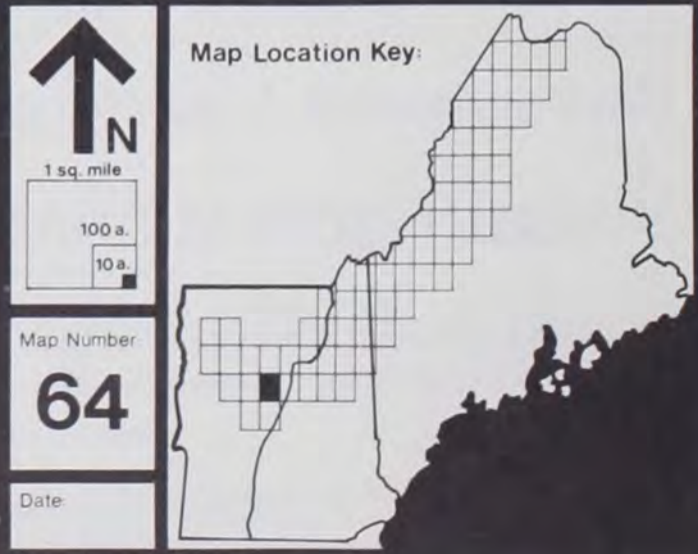 N
1 sq. mile
100 a.
10 a.
Map Number:
64
Date:
Map Location Key: